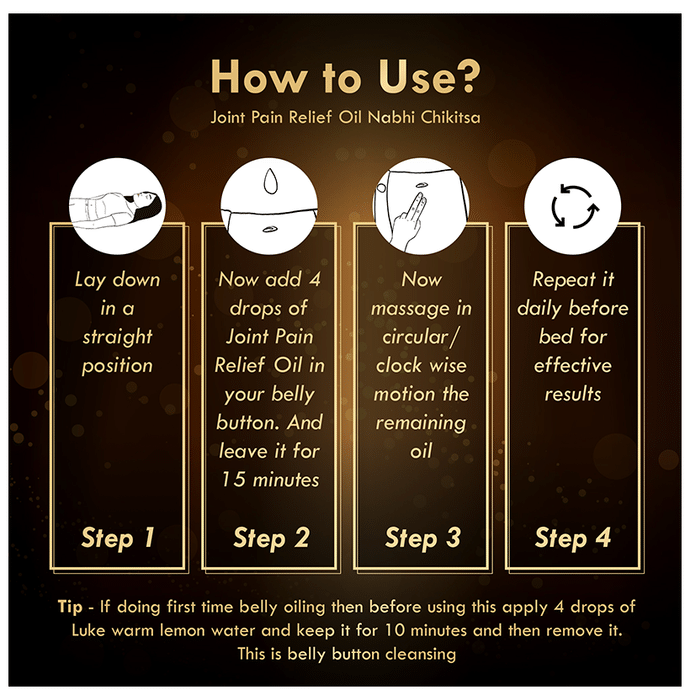 How to Use?
Joint Pain Relief Oil Nabhi Chikitsa
Lay down
in a
straight
position
Step 1
Now add 4
drops of
Joint Pain
Relief Oil in
your belly
button. And
leave it for
15 minutes
Step 2
Now
massage in
circular/
clock wise
motion the
remaining
oil
Step 3
Repeat it
daily before
bed for
effective
results
Step 4
Tip - If doing first time belly oiling then before using this apply 4 drops of
Luke warm lemon water and keep it for 10 minutes and then remove it.
This is belly button cleansing